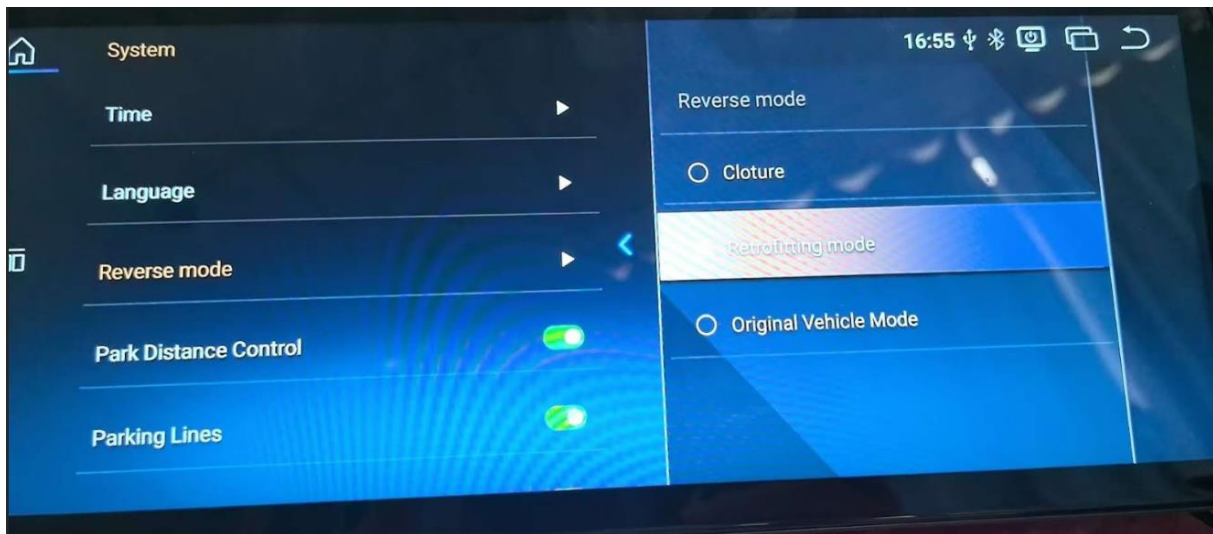 System
Time
Language
Reverse mode
Park Distance Control
Parking Lines
16:55
Reverse mode
Cloture
Retrofitting mode
Original Vehicle Mode